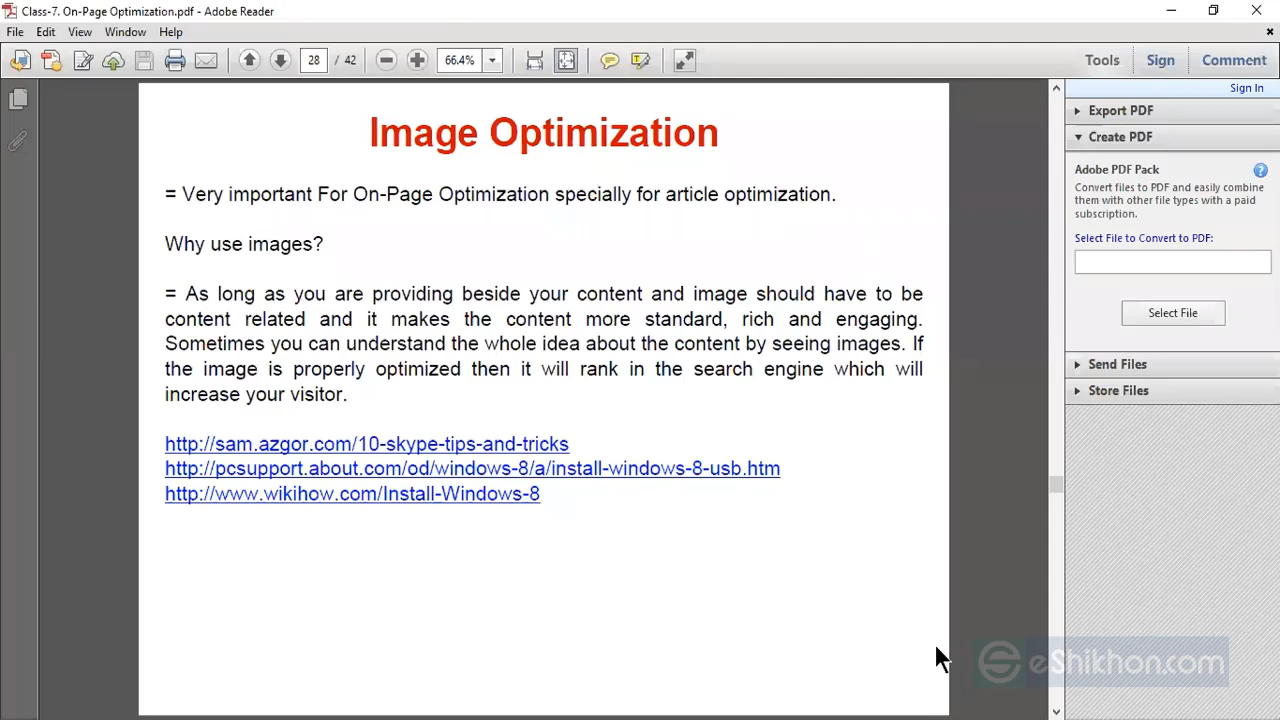 Class-7. On-Page Optimization.pdf - Adobe Reader
File Edit View Window Help
28 / 42 66.4% Tools Sign Comment
Sign In
Export PDF
Create PDF
Adobe PDF Pack
Convert files to PDF and easily combine
them with other file types with a paid
subscription.
Select File to Convert to PDF:
Select File
Send Files
Store Files
Image Optimization
= Very important For On-Page Optimization specially for article optimization.
Why use images?
= As long as you are providing beside your content and image should have to be
content related and it makes the content more standard, rich and engaging.
Sometimes you can understand the whole idea about the content by seeing images. If
the image is properly optimized then it will rank in the search engine which will
increase your visitor.
http://sam.azgor.com/10-skype-tips-and-tricks
http://pcsupport.about.com/od/windows-8/a/install-windows-8-usb.htm
http://www.wikihow.com/Install-Windows-8
eShikhon.com